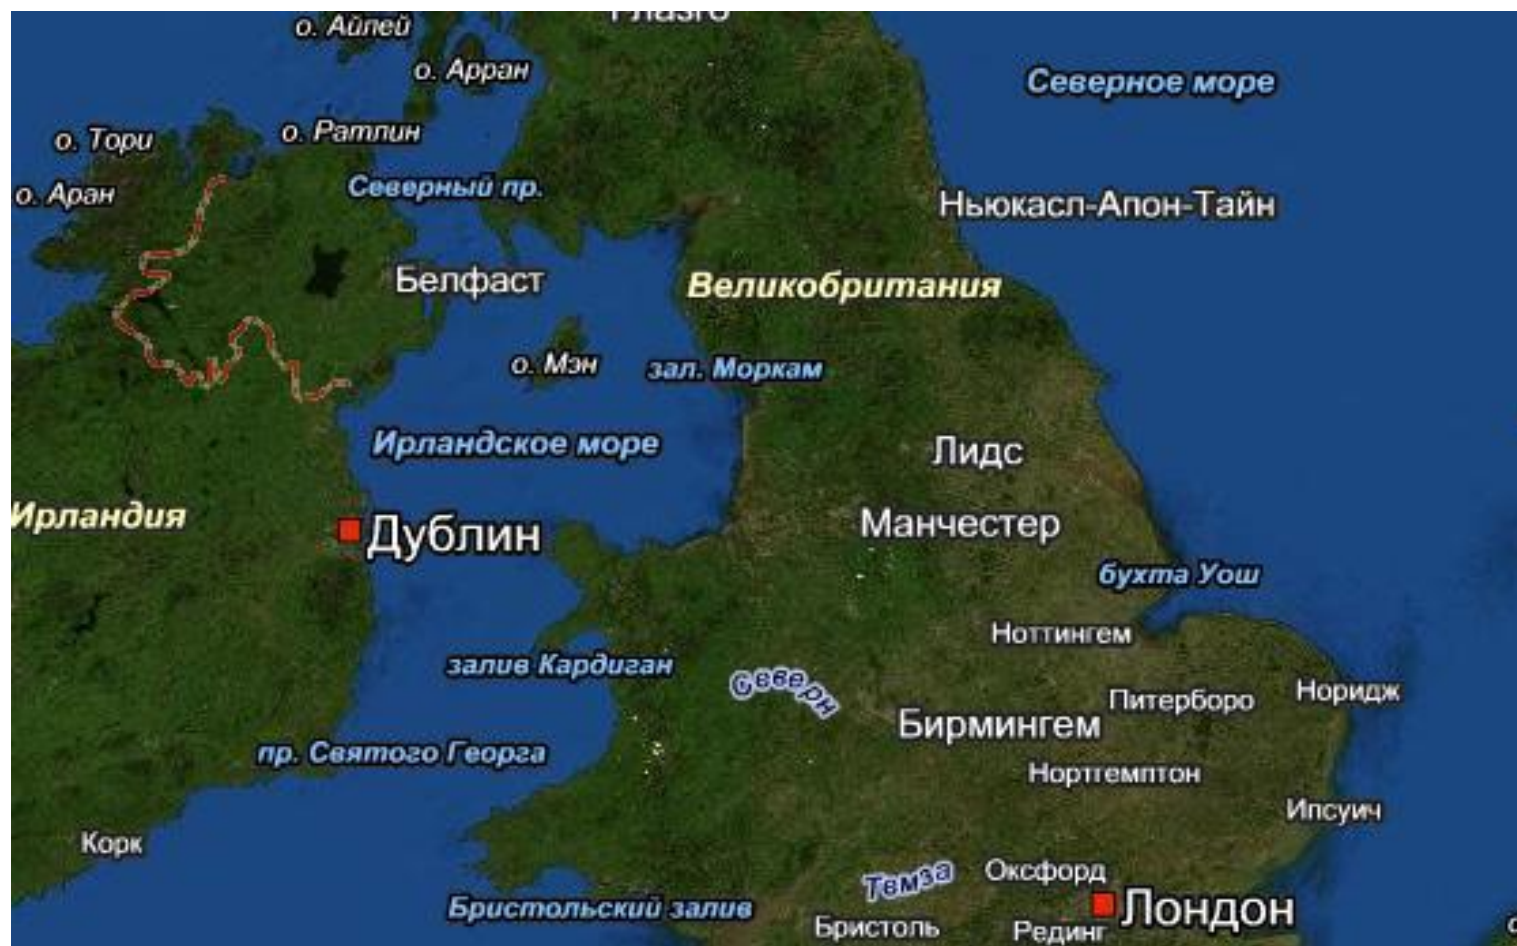 Глазго
о. Айлей
о. Арран
Северное море
о. Тори
о. Ратлин
о. Аран
Северный пр.
Ньюкасл-Апон-Тайн
Белфаст
Великобритания
о. Мэн
зал. Моркам
Ирландское море
Лидс
Ирландия
Дублин
Манчестер
бухта Уош
Ноттингем
залив Кардиган
Северн
Питерборо
Норидж
Бирмингем
пр. Святого Георга
Нортгемптон
Ипсуич
Корк
Темза
Оксфорд
Бристольский залив
Лондон
Бристоль
Рединг